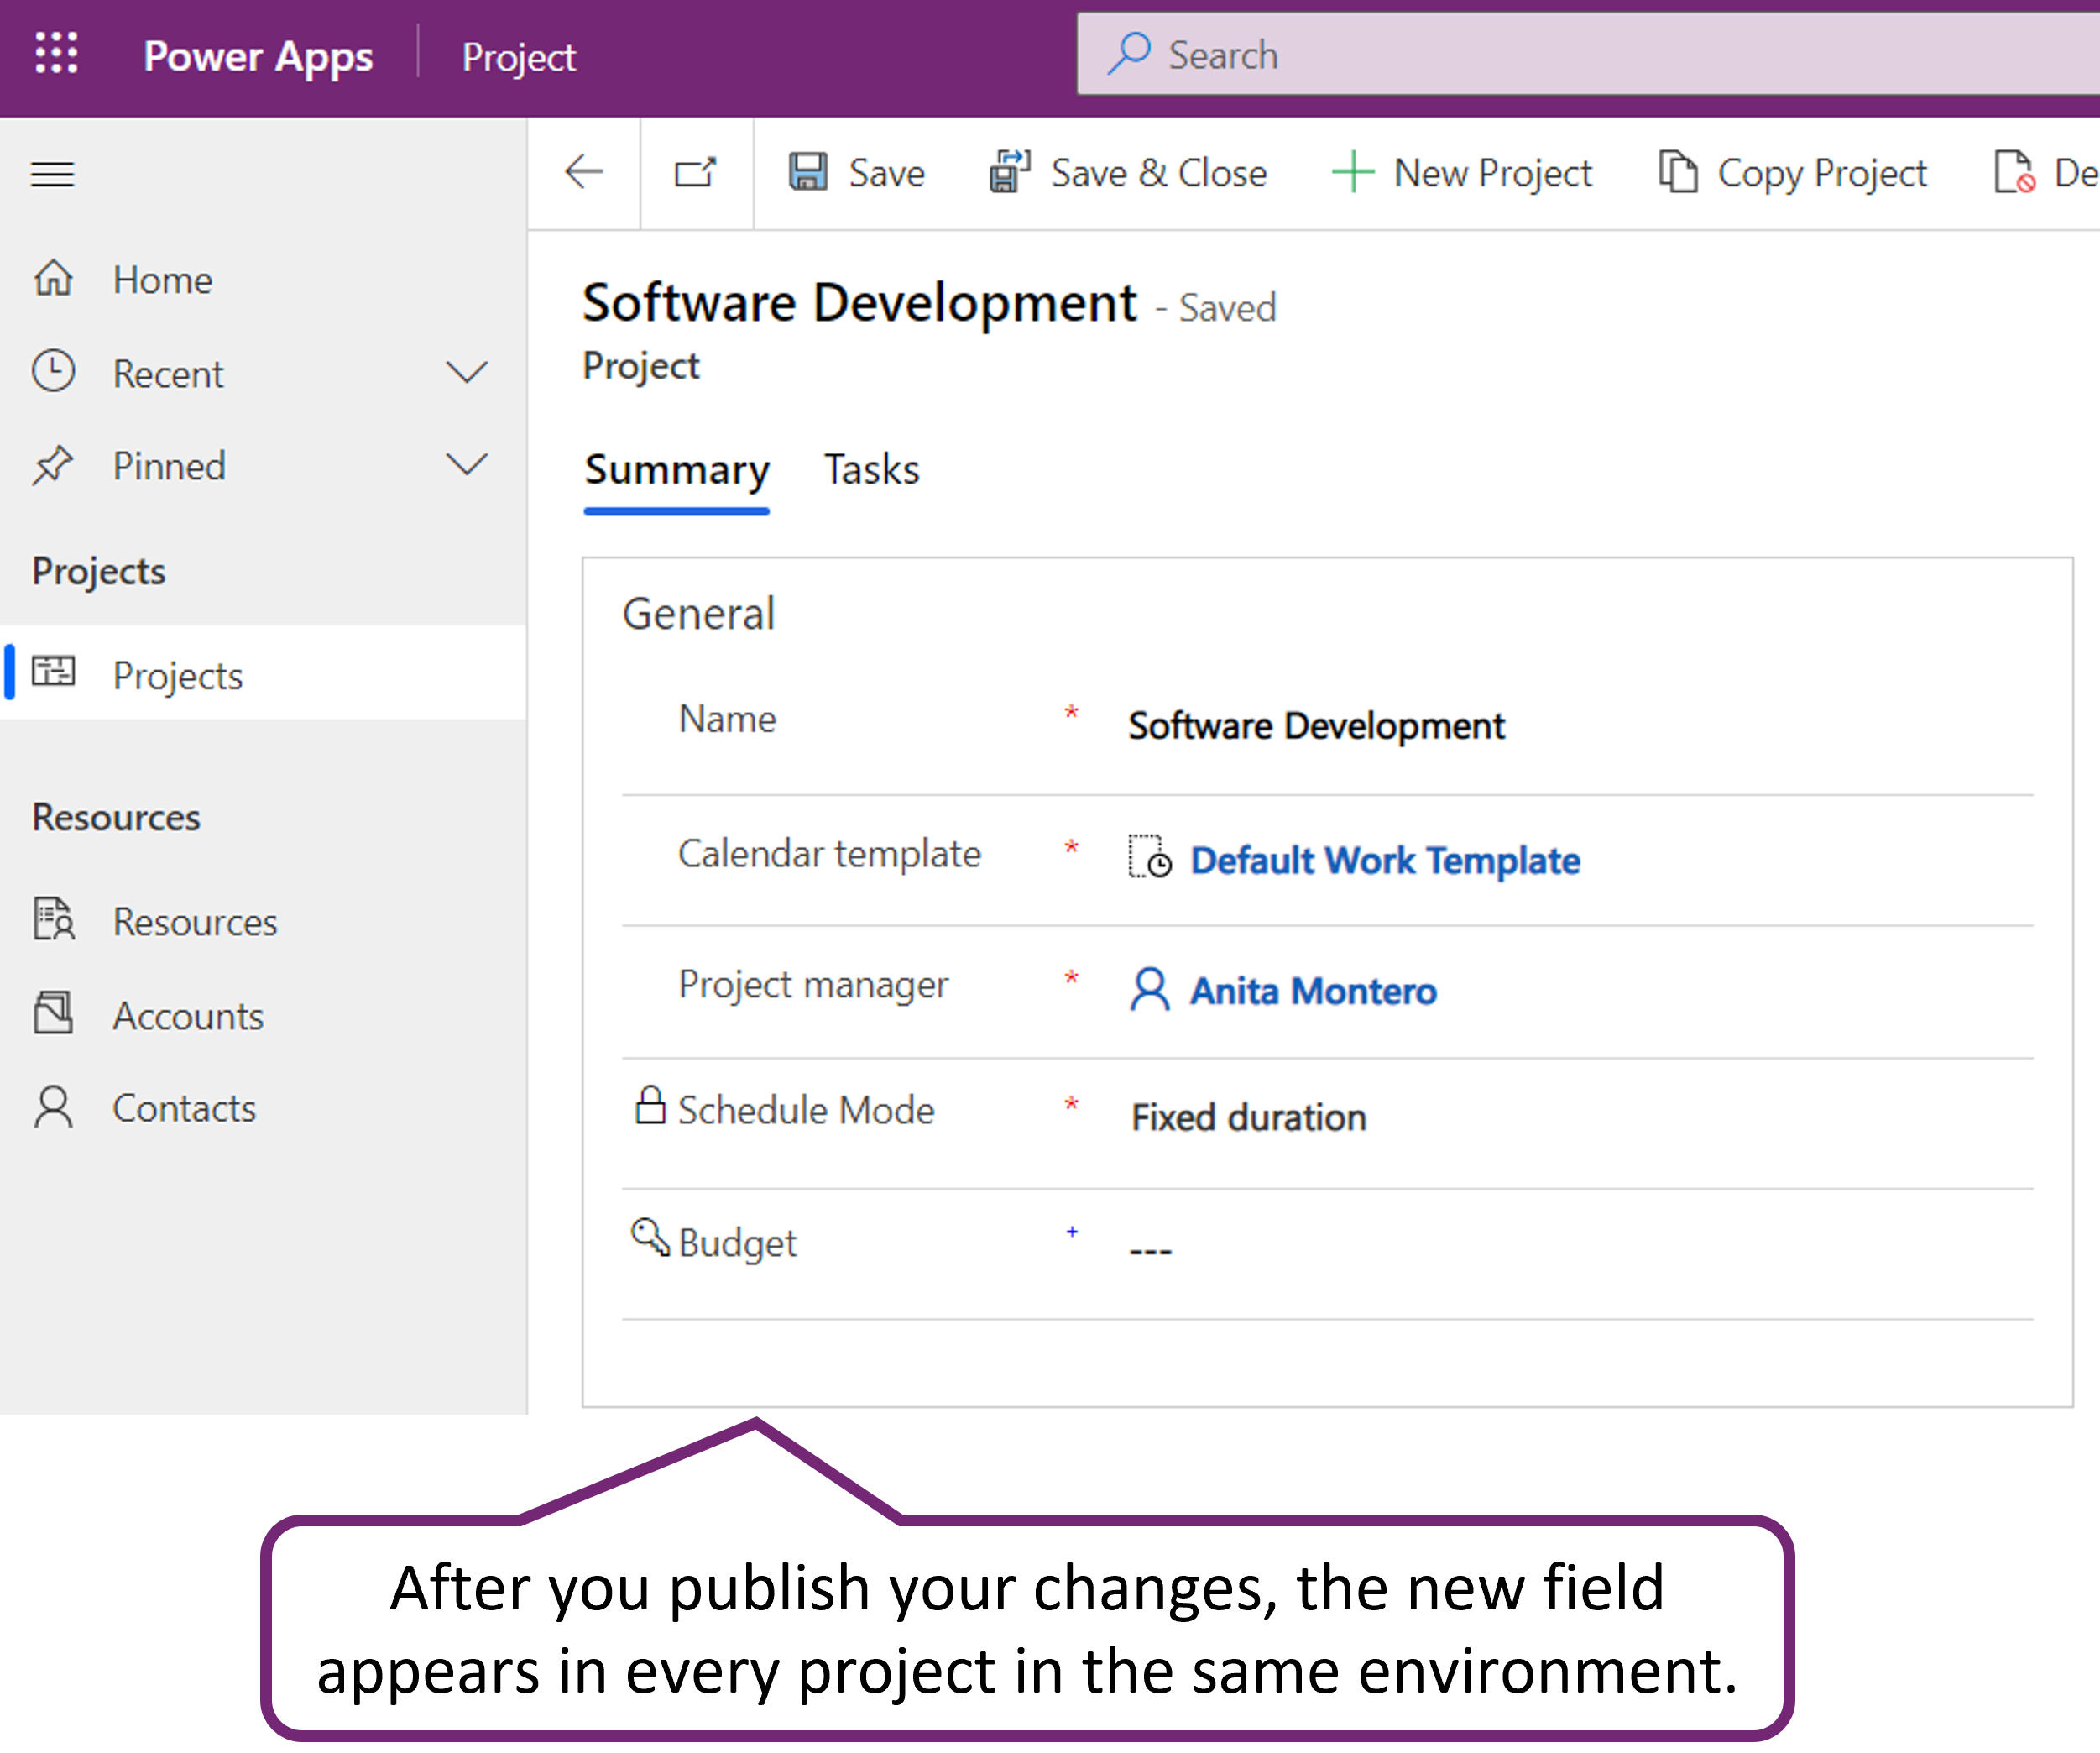 Power Apps
Project
Search
Save
Save & Close
New Project
Copy Project
De
Home
Recent
Pinned
Projects
Projects
Resources
Resources
Accounts
Contacts
Software Development - Saved
Project
Summary
Tasks
General
Name * Software Development
Calendar template * Default Work Template
Project manager * Anita Montero
Schedule Mode * Fixed duration
Budget + ---
After you publish your changes, the new field
appears in every project in the same environment.